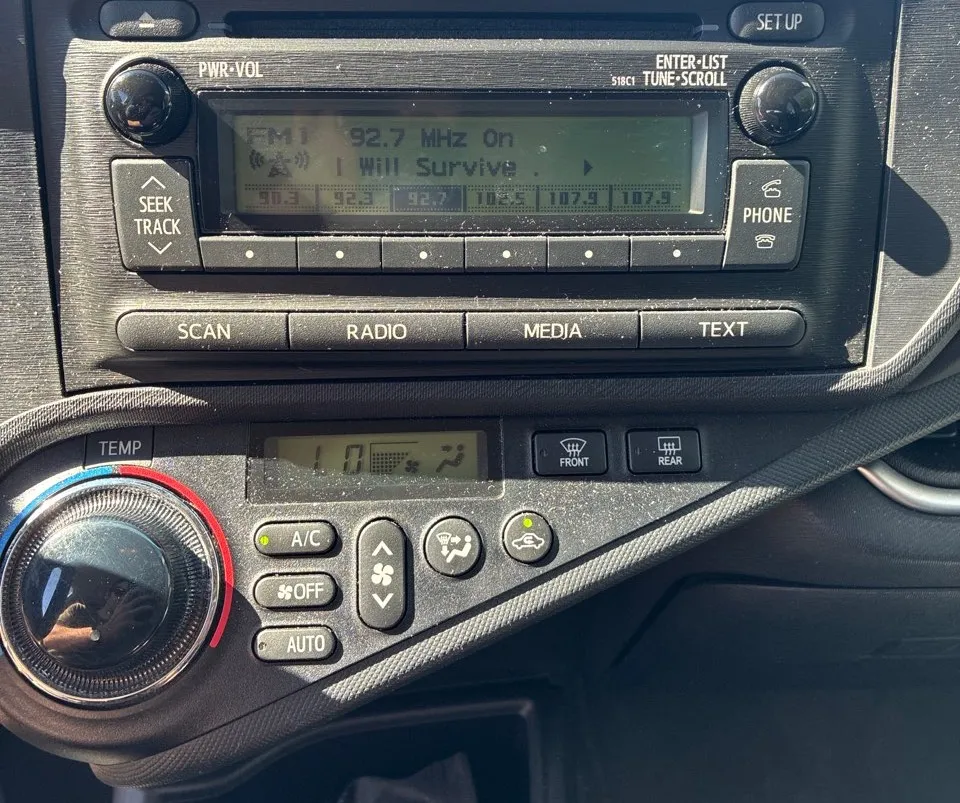 SET UP
PWR•VOL
ENTER•LIST
518C1 TUNE•SCROLL
FM1 92.7 MHz On
I Will Survive .
90.3 92.3 92.7 102.5 107.9 107.9
SEEK
TRACK
PHONE
SCAN RADIO MEDIA TEXT
TEMP
LO
FRONT
REAR
A/C
OFF
AUTO